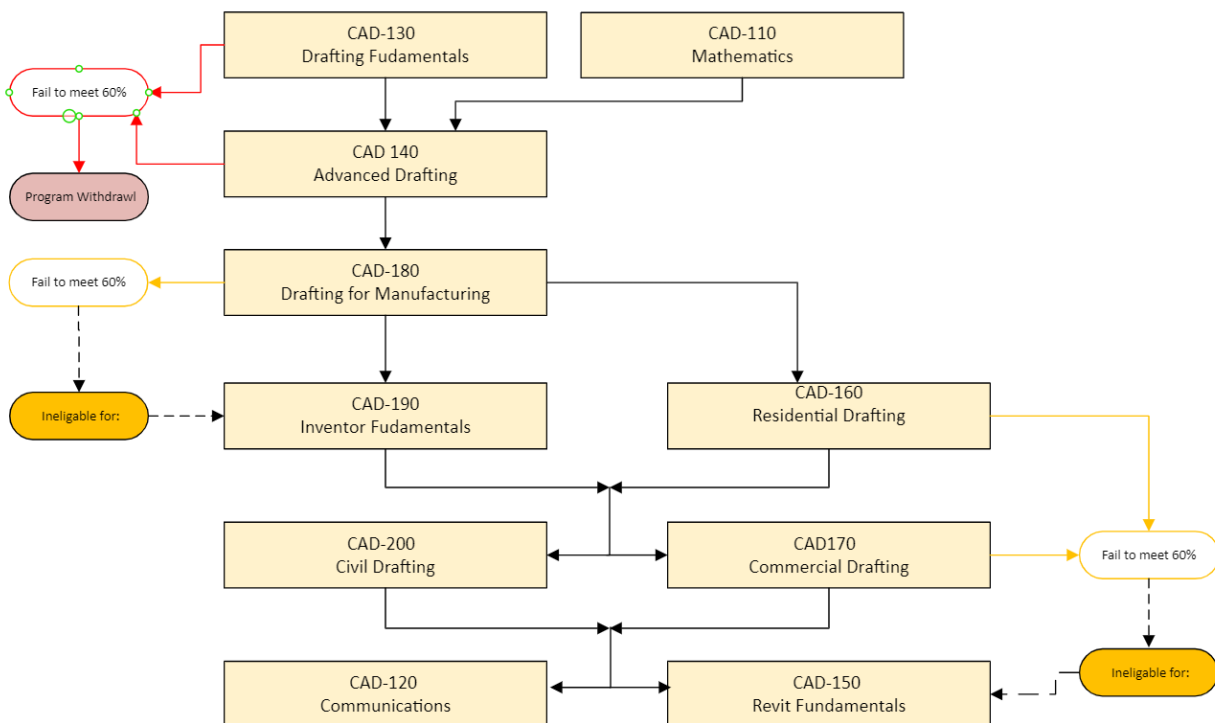 CAD-130
Drafting Fudamentals
CAD-110
Mathematics
Fail to meet 60%
CAD 140
Advanced Drafting
Program Withdrawl
CAD-180
Drafting for Manufacturing
Fail to meet 60%
CAD-190
Inventor Fudamentals
CAD-160
Residential Drafting
Ineligable for:
CAD-200
Civil Drafting
CAD170
Commercial Drafting
Fail to meet 60%
CAD-120
Communications
CAD-150
Revit Fundamentals
Ineligable for: